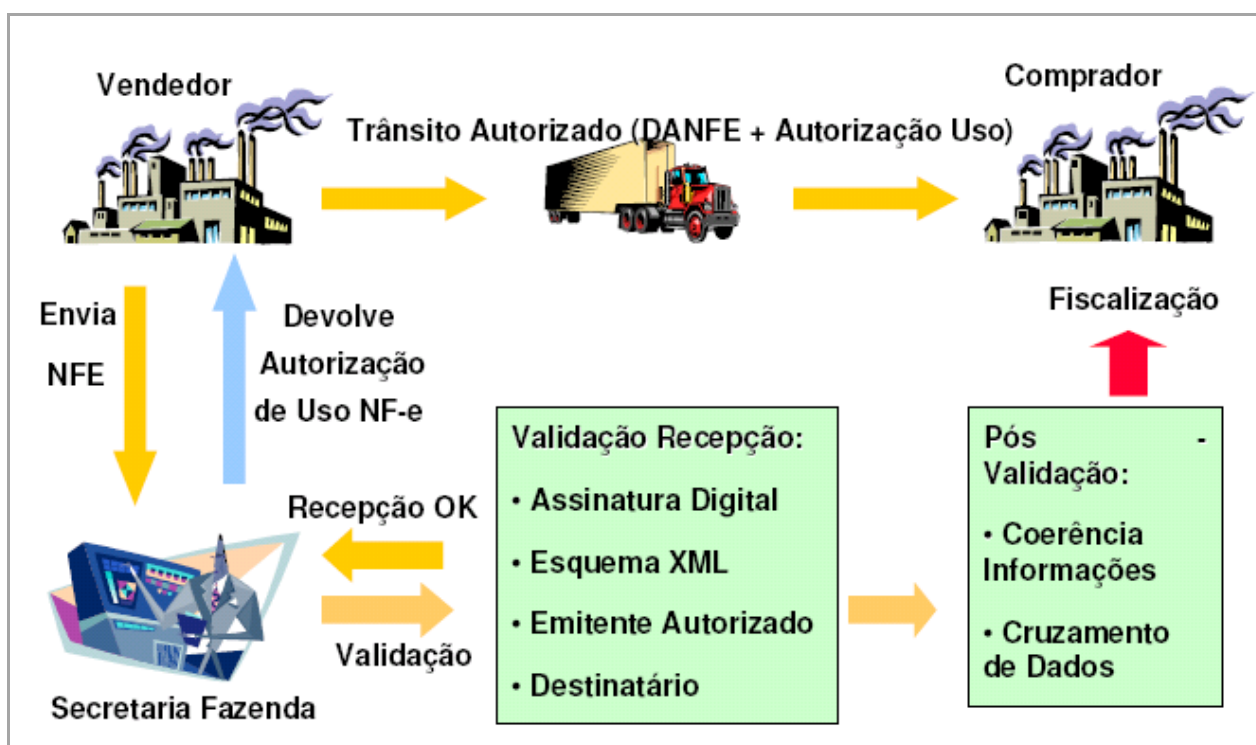 Vendedor
Comprador
Trânsito Autorizado (DANFE + Autorização Uso)
Envia
NFE
Devolve
Autorização
de Uso NF-e
Fiscalização
Recepção OK
Validação
Secretaria Fazenda
Validação Recepção:
• Assinatura Digital
• Esquema XML
• Emitente Autorizado
• Destinatário
Pós -
Validação:
• Coerência
Informações
• Cruzamento
de Dados